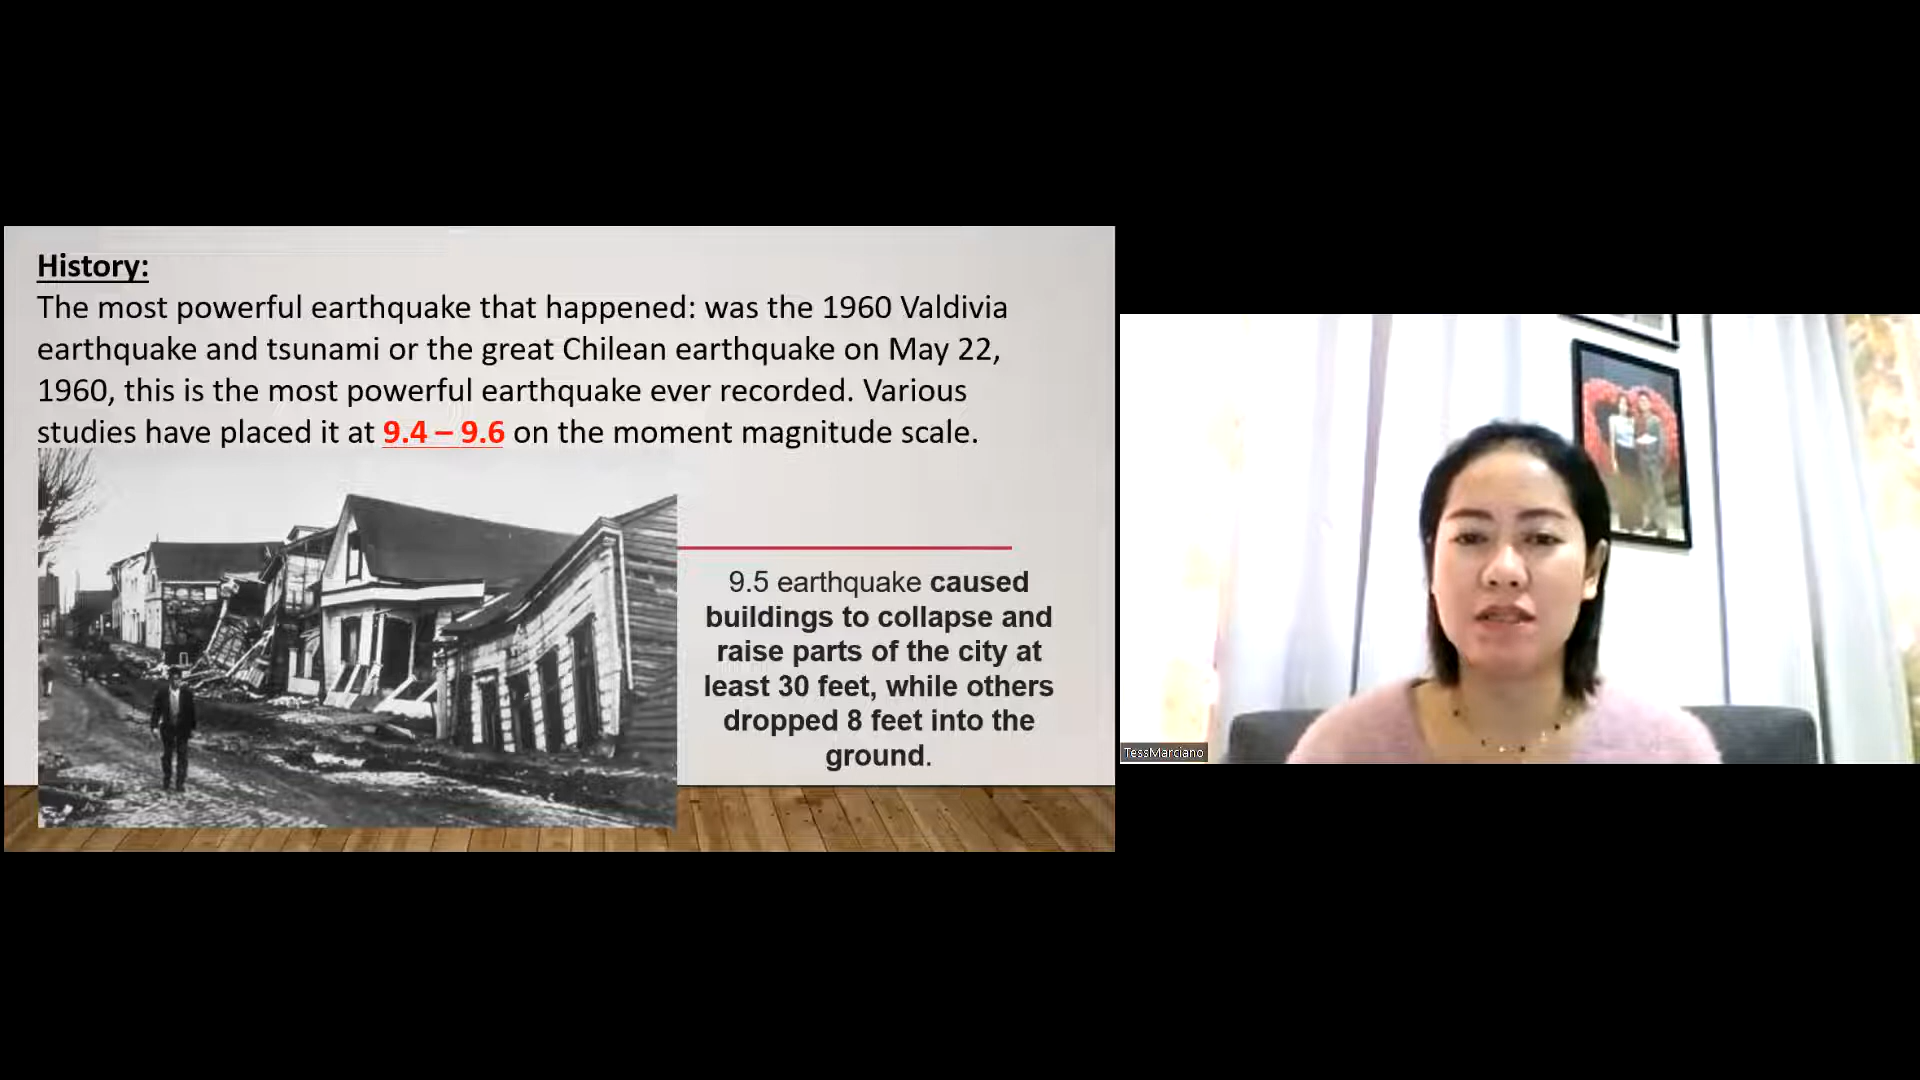 History:
The most powerful earthquake that happened: was the 1960 Valdivia
earthquake and tsunami or the great Chilean earthquake on May 22,
1960, this is the most powerful earthquake ever recorded. Various
studies have placed it at 9.4 – 9.6 on the moment magnitude scale.
9.5 earthquake caused
buildings to collapse and
raise parts of the city at
least 30 feet, while others
dropped 8 feet into the
ground.
TessMarciano